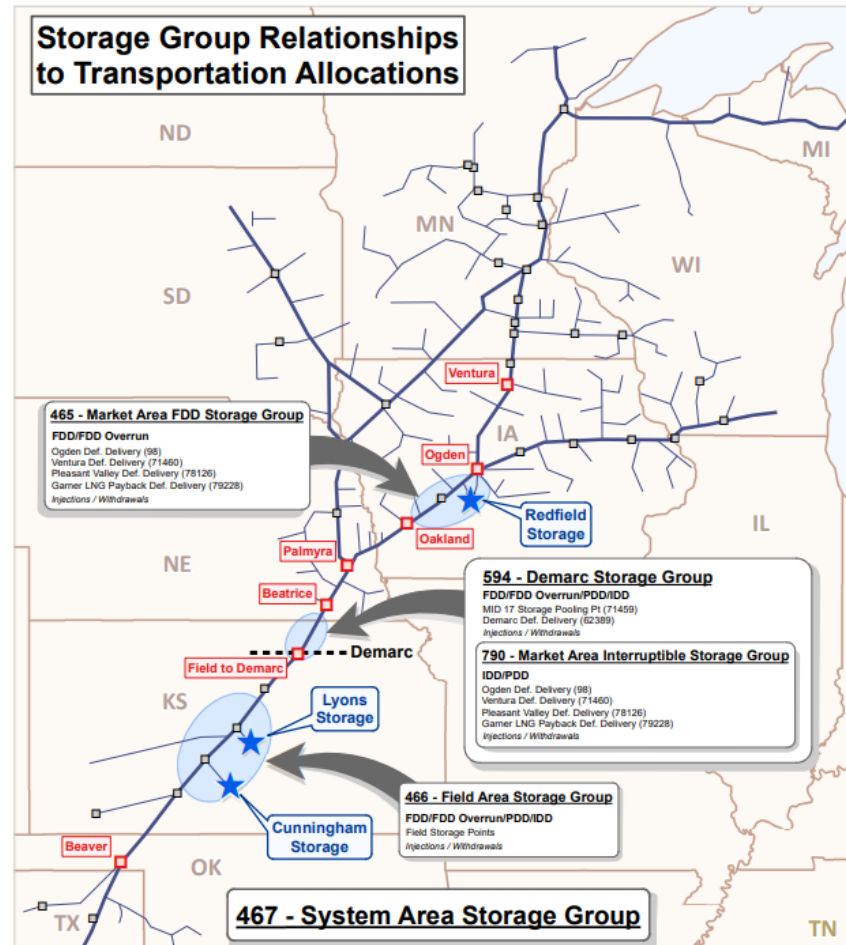 Storage Group Relationships
to Transportation Allocations
ND
MI
MN
WI
SD
Ventura
465 - Market Area FDD Storage Group
FDD/FDD Overrun
Ogden Def. Delivery (98)
Ventura Def. Delivery (71460)
Pleasant Valley Def. Delivery (78126)
Garner LNG Payback Def. Delivery (79228)
Injections / Withdrawals
IA
Ogden
Redfield
Storage
Oakland
IL
Palmyra
NE
Beatrice
594 - Demarc Storage Group
FDD/FDD Overrun/PDD/IDD
MID 17 Storage Pooling Pt (71459)
Demarc Def. Delivery (62389)
Injections / Withdrawals
790 - Market Area Interruptible Storage Group
IDD/PDD
Ogden Def. Delivery (98)
Ventura Def. Delivery (71460)
Pleasant Valley Def. Delivery (78126)
Garner LNG Payback Def. Delivery (79228)
Injections / Withdrawals
Demarc
Field to Demarc
KS
Lyons
Storage
466 - Field Area Storage Group
FDD/FDD Overrun/PDD/IDD
Field Storage Points
Injections / Withdrawals
Cunningham
Storage
Beaver
OK
467 - System Area Storage Group
TX
TN